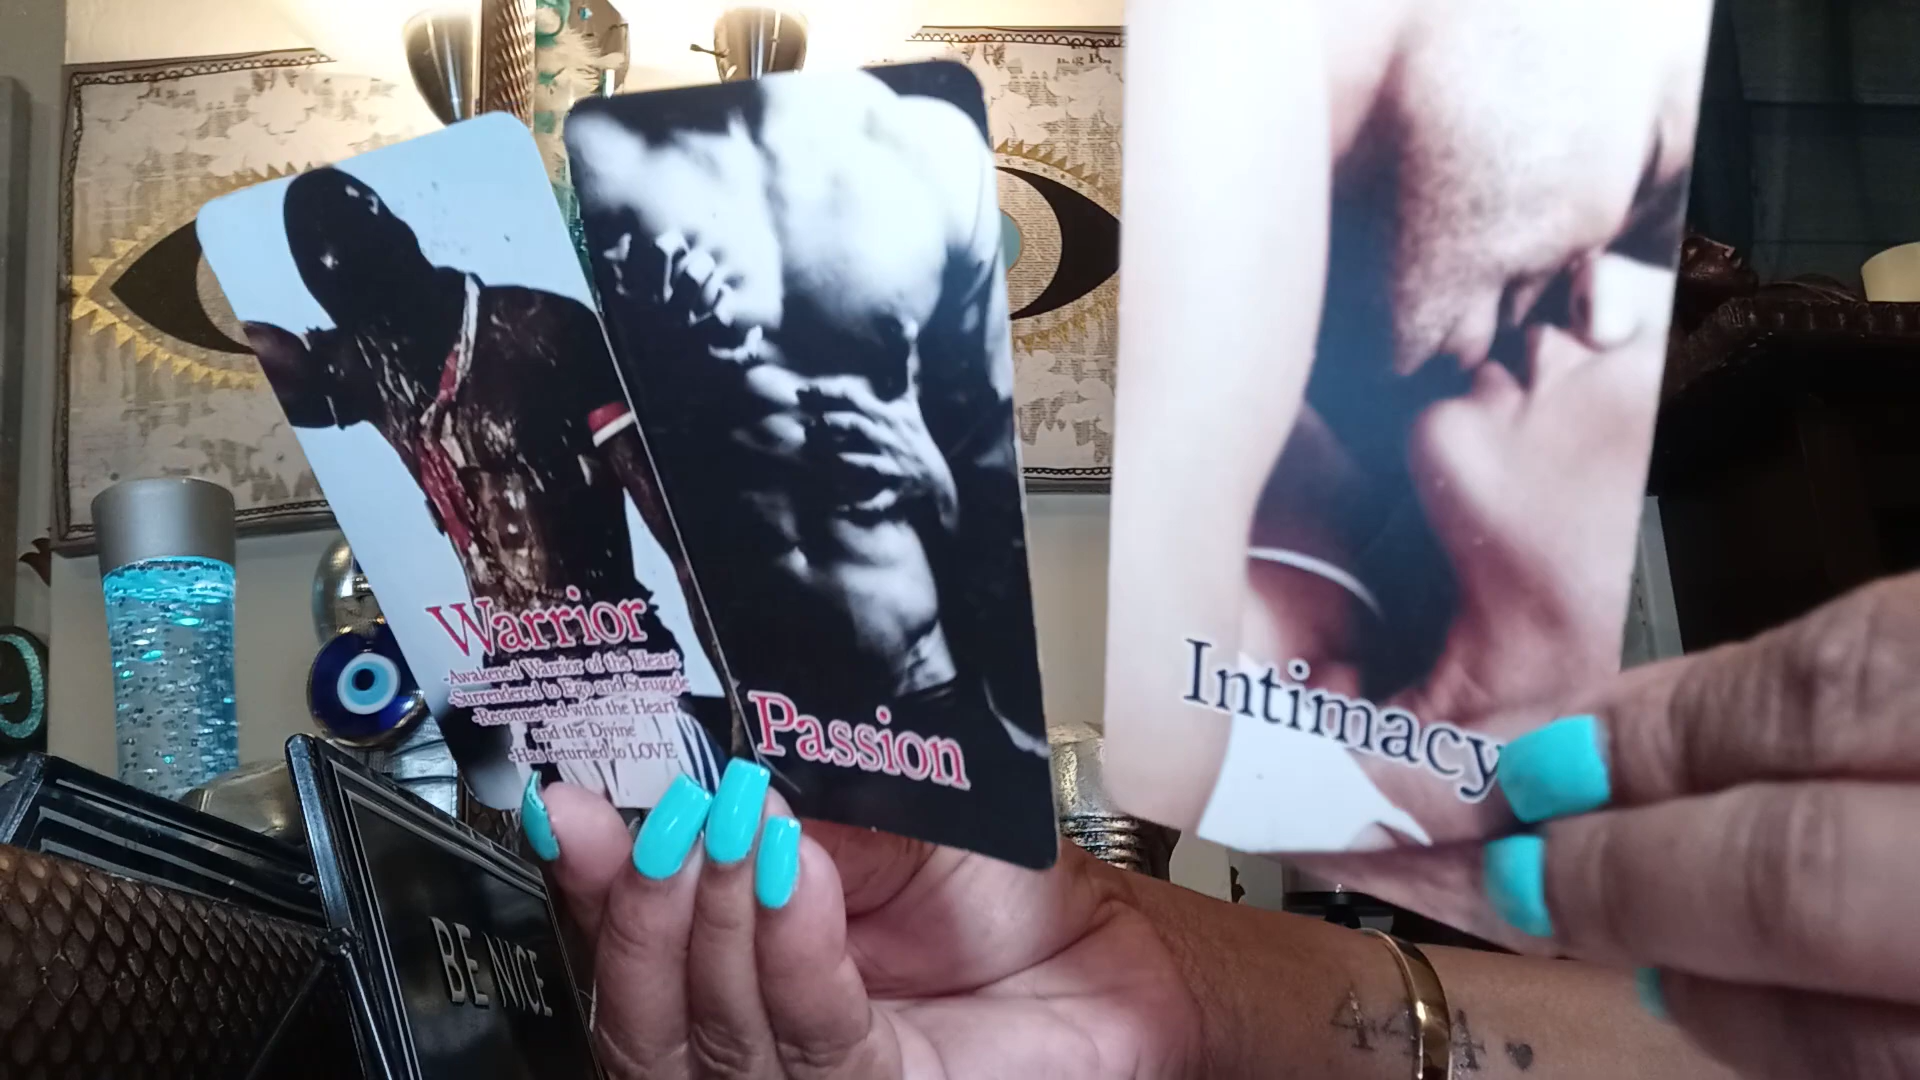 Warrior
-Awakened Warrior of the Heart
-Surrendered to Ego and Struggle
-Reconnected with the Heart
and the Divine
-Has returned to LOVE
Passion
Intimacy
BE NICE
444